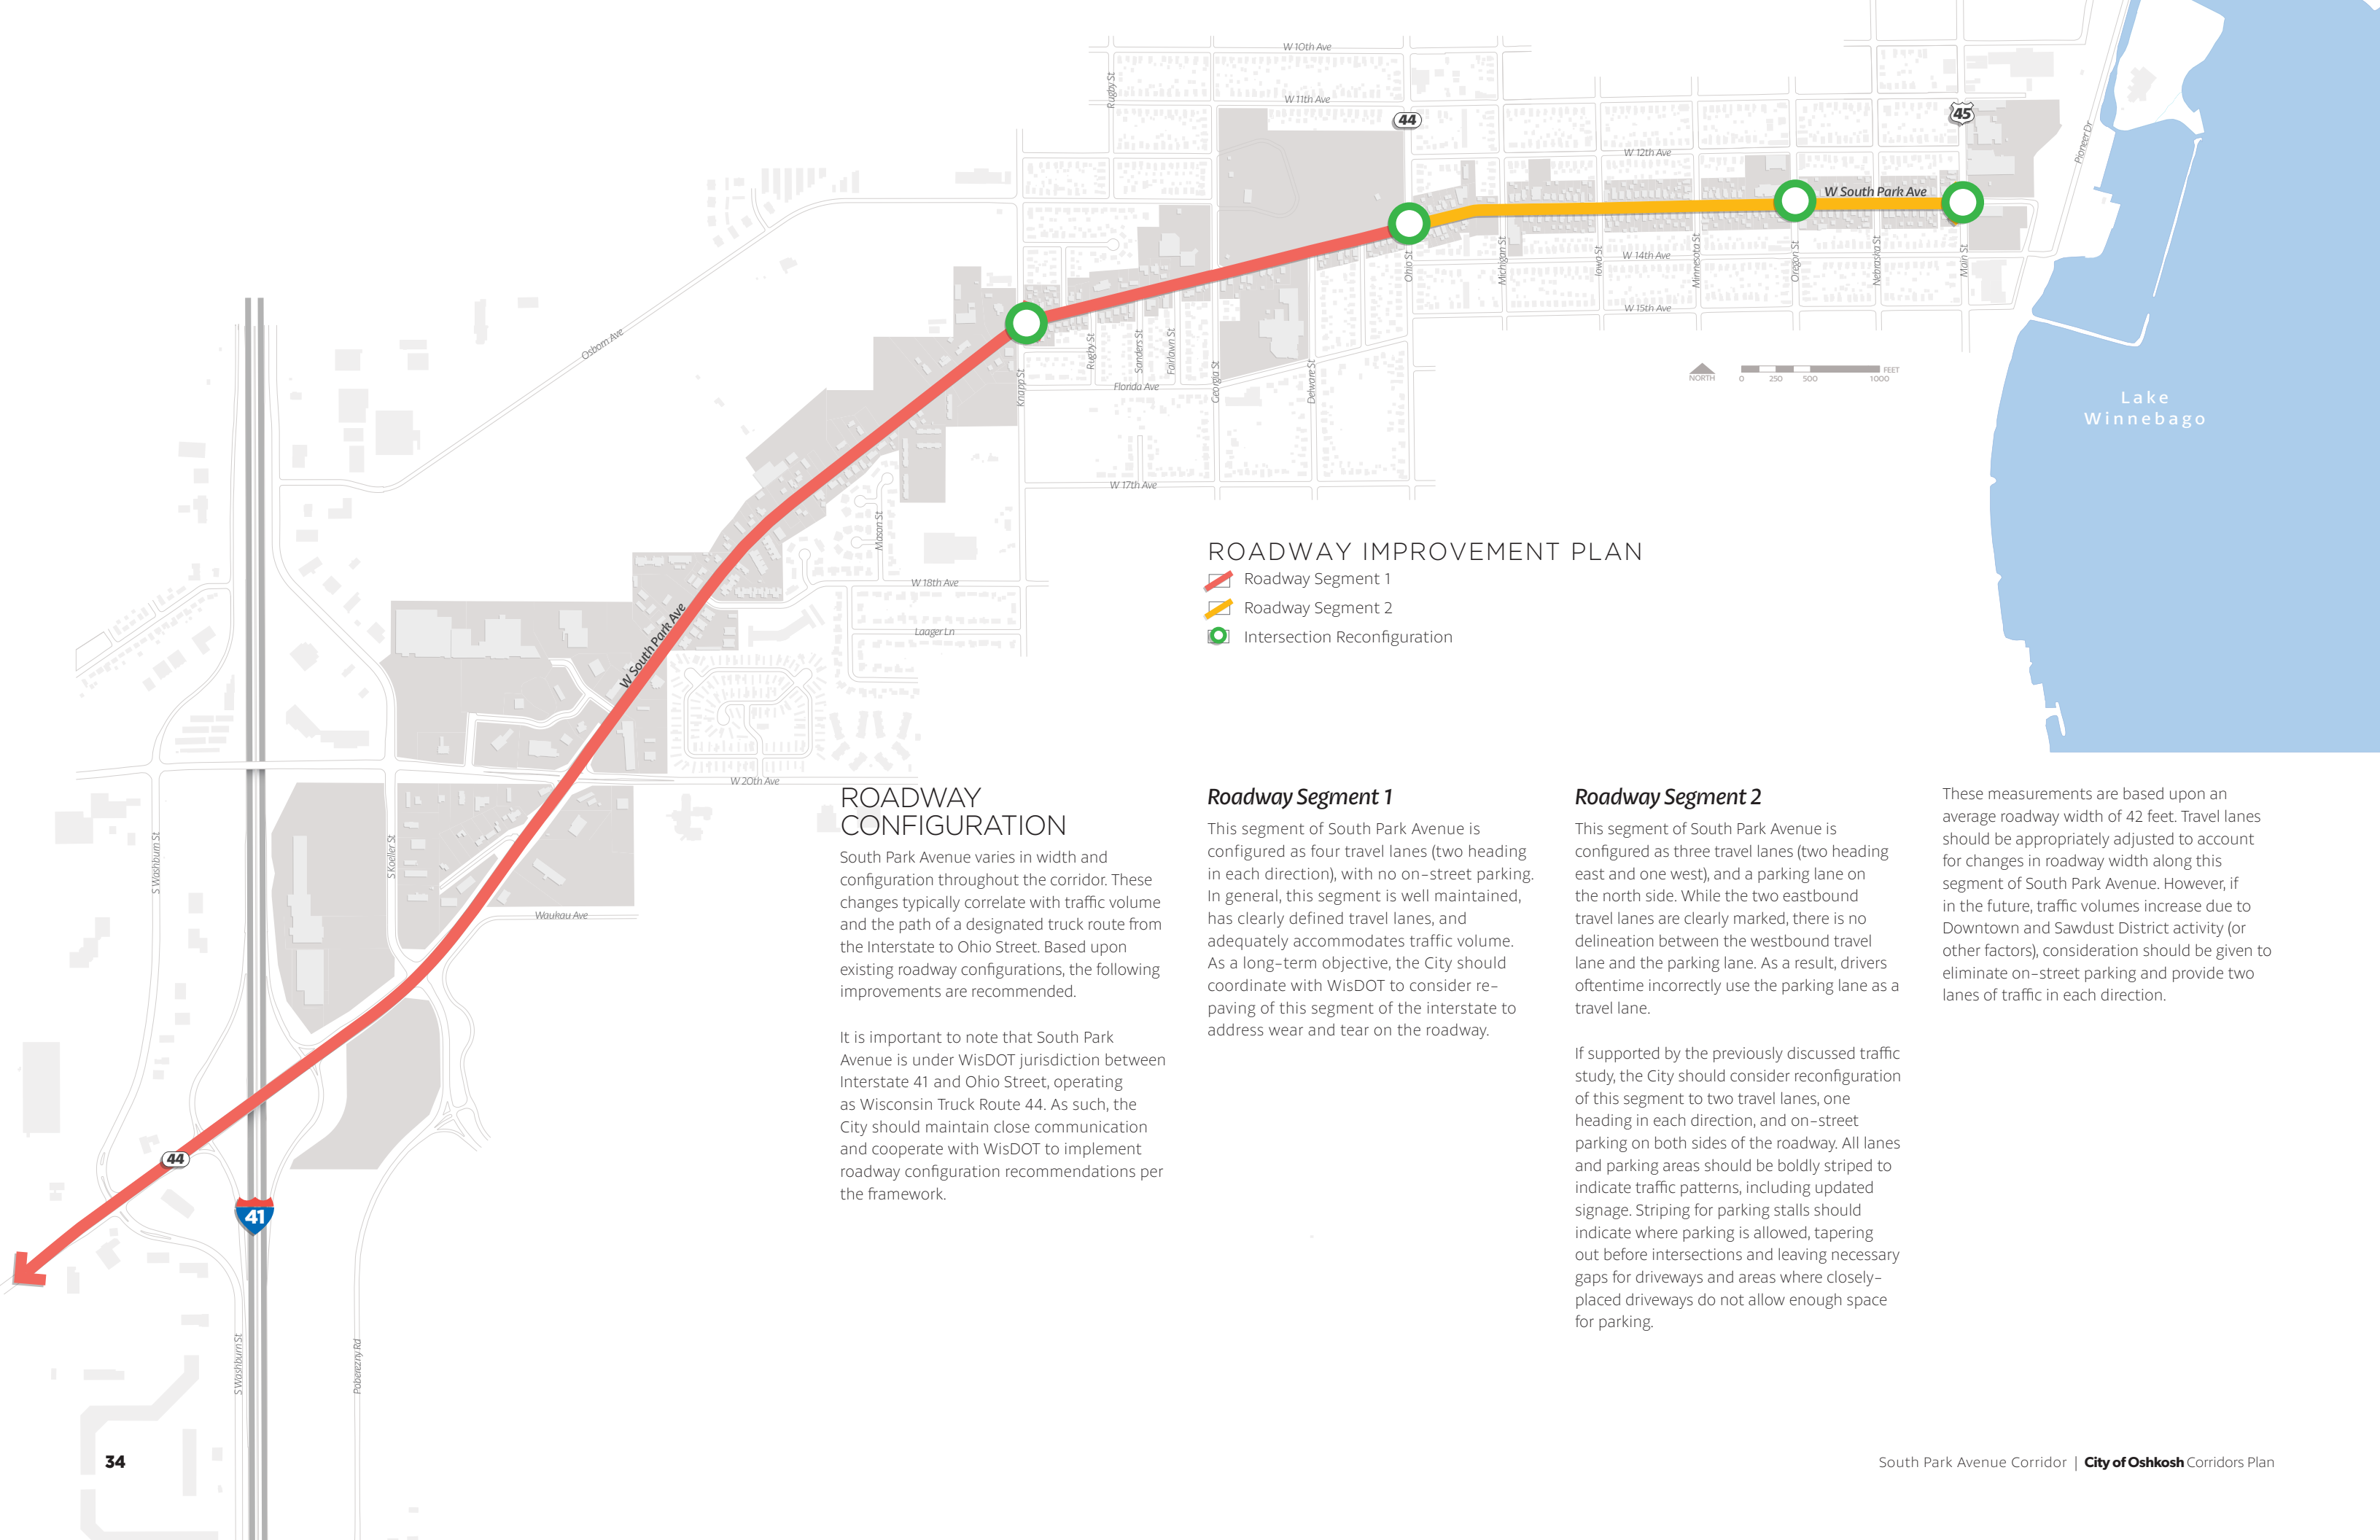 W 10th Ave
Rugby St
W 11th Ave
44
45
Pioneer Dr
W 12th Ave
W South Park Ave
Ohio St
Michigan St
Iowa St
W 14th Ave
Minnesota St
Oregon St
Nebraska St
Main St
W 15th Ave
Osborn Ave
Knapp St
Rugby St
Sanders St
Fairlawn St
Georgia St
Delware St
Florida Ave
NORTH
0 250 500 1000 FEET
Lake
Winnebago
W 17th Ave
Mason St
W 18th Ave
Laager Ln
W South Park Ave
W 20th Ave
S Washburn St
S Koeller St
Waukau Ave
44
41
S Washburn St
Poberezny Rd
ROADWAY IMPROVEMENT PLAN
Roadway Segment 1
Roadway Segment 2
Intersection Reconfiguration
ROADWAY
CONFIGURATION
South Park Avenue varies in width and
configuration throughout the corridor. These
changes typically correlate with traffic volume
and the path of a designated truck route from
the Interstate to Ohio Street. Based upon
existing roadway configurations, the following
improvements are recommended.
It is important to note that South Park
Avenue is under WisDOT jurisdiction between
Interstate 41 and Ohio Street, operating
as Wisconsin Truck Route 44. As such, the
City should maintain close communication
and cooperate with WisDOT to implement
roadway configuration recommendations per
the framework.
Roadway Segment 1
This segment of South Park Avenue is
configured as four travel lanes (two heading
in each direction), with no on-street parking.
In general, this segment is well maintained,
has clearly defined travel lanes, and
adequately accommodates traffic volume.
As a long-term objective, the City should
coordinate with WisDOT to consider re-
paving of this segment of the interstate to
address wear and tear on the roadway.
Roadway Segment 2
This segment of South Park Avenue is
configured as three travel lanes (two heading
east and one west), and a parking lane on
the north side. While the two eastbound
travel lanes are clearly marked, there is no
delineation between the westbound travel
lane and the parking lane. As a result, drivers
oftentime incorrectly use the parking lane as a
travel lane.
If supported by the previously discussed traffic
study, the City should consider reconfiguration
of this segment to two travel lanes, one
heading in each direction, and on-street
parking on both sides of the roadway. All lanes
and parking areas should be boldly striped to
indicate traffic patterns, including updated
signage. Striping for parking stalls should
indicate where parking is allowed, tapering
out before intersections and leaving necessary
gaps for driveways and areas where closely-
placed driveways do not allow enough space
for parking.
These measurements are based upon an
average roadway width of 42 feet. Travel lanes
should be appropriately adjusted to account
for changes in roadway width along this
segment of South Park Avenue. However, if
in the future, traffic volumes increase due to
Downtown and Sawdust District activity (or
other factors), consideration should be given to
eliminate on-street parking and provide two
lanes of traffic in each direction.
34
South Park Avenue Corridor | City of Oshkosh Corridors Plan